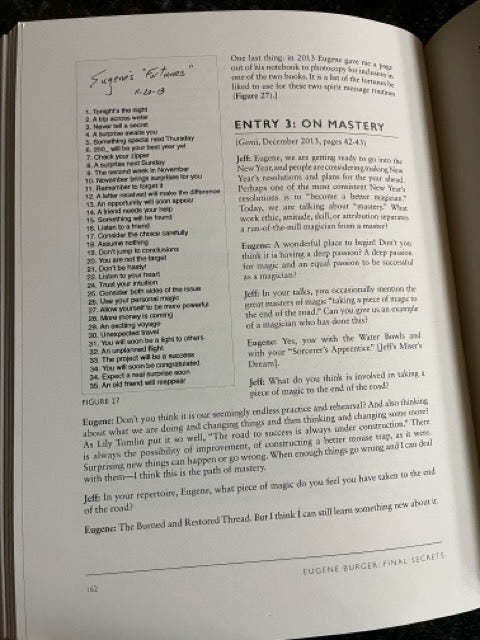 Eugene's "Fortunes"
11-20-13
1. Tonight's the night
2. A trip across water
3. Never tell a secret
4. A surprise awaits you
5. Something special next Thursday
6. 200_ will be your best year yet
7. Check your zipper
8. A surprise next Sunday
9. The second week in November
10. November brings surprises for you
11. Remember to forget it
12. A letter received will make the difference
13. An opportunity will soon appear
14. A friend needs your help
15. Something will be found
16. Listen to a friend
17. Consider the choice carefully
18. Assume nothing
19. Don't jump to conclusions
20. You are not the target
21. Don't be hasty!
22. Listen to your heart
24. Trust your intuition
25. Consider both sides of the issue
26. Use your personal magic
27. Allow yourself to be more powerful
28. More money is coming
29. An exciting voyage
30. Unexpected travel
31. You will soon be a light to others
32. An unplanned flight
33. The project will be a success
34. You will soon be congratulated
34. Expect a real surprise soon
35. An old friend will reappear
FIGURE 27
One last thing: in 2013 Eugene gave me a page
out of his notebook to photocopy for inclusion in
one of the two books. It is a list of the fortunes he
liked to use for these two spirit message routines
(Figure 27).]
ENTRY 3: ON MASTERY
(Genii, December 2013, pages 42-43)
Jeff: Eugene, we are getting ready to go into the
New Year, and people are considering making New
Year's resolutions and plans for the year ahead.
Perhaps one of the most consistent New Year's
resolutions is to "become a better magician."
Today, we are talking about "mastery." What
work ethic, attitude, skill, or attribution separates
a run-of-the-mill magician from a master?
Eugene: A wonderful place to begin! Don't you
think it is having a deep passion? A deep passion
for magic and an equal passion to be successful
as a magician?
Jeff: In your talks, you occasionally mention the
great masters of magic "taking a piece of magic to
the end of the road." Can you give us an example
of a magician who has done this?
Eugene: Yes, you with the Water Bowls and
with your "Sorcerer's Apprentice" [Jeff's Miser's
Dream].
Jeff: What do you think is involved in taking a
piece of magic to the end of the road?
Eugene: Don't you think it is our seemingly endless practice and rehearsal? And also thinking
about what we are doing and changing things and then thinking and changing some more!
As Lily Tomlin put it so well, "The road to success is always under construction." There
is always the possibility of improvement, of constructing a better mouse trap, as it were.
Surprising new things can happen or go wrong. When enough things go wrong and I can deal
with them—I think this is the path of mastery.
Jeff: In your repertoire, Eugene, what piece of magic do you feel you have taken to the end
of the road?
Eugene: The Burned and Restored Thread. But I think I can still learn something new about it,
162
EUGENE BURGER: FINAL SECRETS